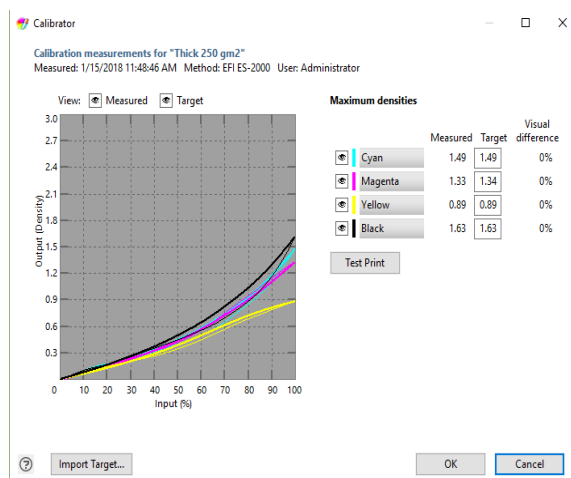 Calibrator
Calibration measurements for "Thick 250 gm2"
Measured: 1/15/2018 11:48:46 AM Method: EFI ES-2000 User: Administrator
View: Measured Target
3.0
2.7
2.4
2.1
1.8
1.5
1.2
0.9
0.6
0.3
Output (Density)
0 10 20 30 40 50 60 70 80 90 100
Input (%)
Maximum densities
Measured Target Visual difference
Cyan 1.49 1.49 0%
Magenta 1.33 1.34 0%
Yellow 0.89 0.89 0%
Black 1.63 1.63 0%
Test Print
? Import Target... OK Cancel